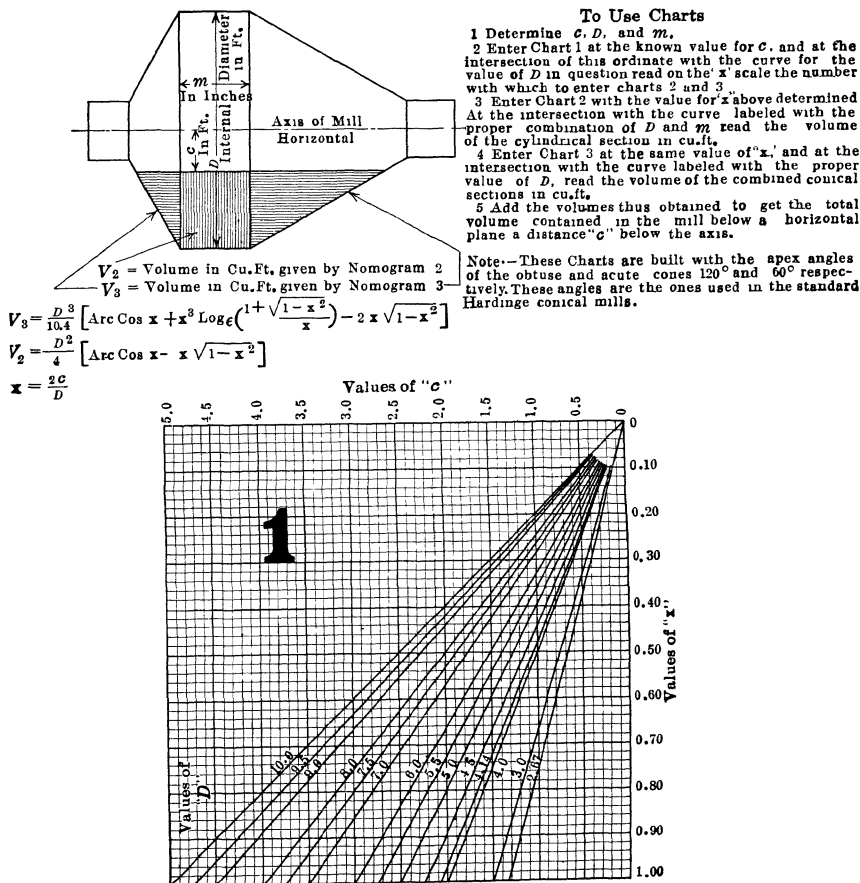 To Use Charts
1 Determine c, D, and m.
2 Enter Chart 1 at the known value for c, and at the
intersection of this ordinate with the curve for the
value of D in question read on the 'x' scale the number
with which to enter charts 2 and 3
3 Enter Chart 2 with the value for 'x' above determined
At the intersection with the curve labeled with the
proper combination of D and m read the volume
of the cylindrical section in cu.ft.
4 Enter Chart 3 at the same value of "x,' and at the
intersection with the curve labeled with the proper
value of D, read the volume of the combined conical
sections in cu.ft.
5 Add the volumes thus obtained to get the total
volume contained in the mill below a horizontal
plane a distance "c" below the axis.
Note.—These Charts are built with the apex angles
of the obtuse and acute cones 120° and 60° respec-
tively. These angles are the ones used in the standard
Hardinge conical mills.
Diameter
in Ft.
m
In Inches
c
In Ft.
D
Internal
Axis of Mill
Horizontal
V₂ = Volume in Cu.Ft. given by Nomogram 2
V₃ = Volume in Cu.Ft. given by Nomogram 3
V₃ = D³/10.4 [Arc Cos x + x³ Logϵ(1+√1-x²/x) - 2 x √1-x²]
V₂ = D²/4 [Arc Cos x - x √1-x²]
x = 2c/D
Values of "c"
5.0 4.5 4.0 3.5 3.0 2.5 2.0 1.5 1.0 0.5 0
0.10
0.20
0.30
0.40
0.50
0.60
0.70
0.80
0.90
1.00
Values of "x"
1
Values of
"D"
10.0 9.5 9.0 8.0 7.5 7.0 6.0 5.5 5.0 4.5 4.14 4.0 3.0 2.67